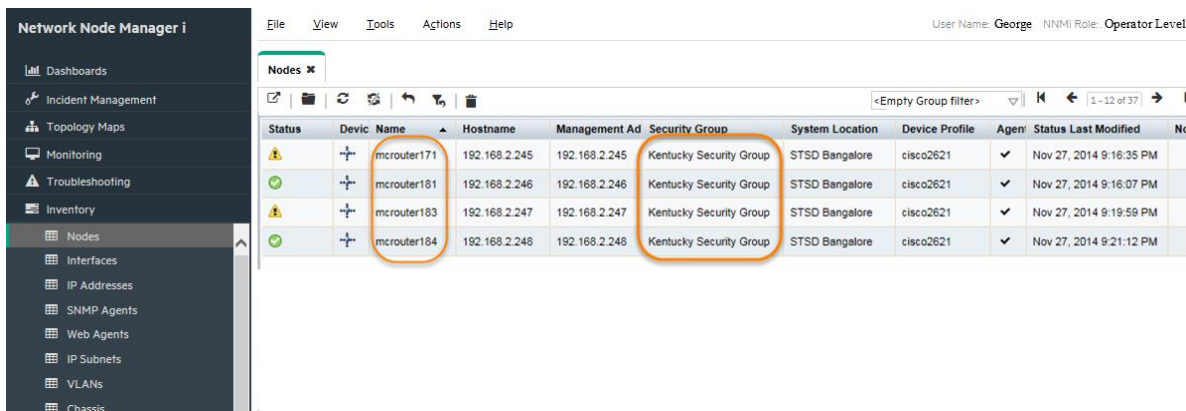 Network Node Manager i
File View Tools Actions Help
User Name: George NNMi Role: Operator Level
Dashboards
Incident Management
Topology Maps
Monitoring
Troubleshooting
Inventory
Nodes
Interfaces
IP Addresses
SNMP Agents
Web Agents
IP Subnets
VLANs
Chassis
Nodes ✖
<Empty Group filter> 1 - 12 of 37
Status Devic Name Hostname Management Ad Security Group System Location Device Profile Agent Status Last Modified No
mcrouter171 192.168.2.245 192.168.2.245 Kentucky Security Group STSD Bangalore cisco2621 Nov 27, 2014 9:16:35 PM
mcrouter181 192.168.2.246 192.168.2.246 Kentucky Security Group STSD Bangalore cisco2621 Nov 27, 2014 9:16:07 PM
mcrouter183 192.168.2.247 192.168.2.247 Kentucky Security Group STSD Bangalore cisco2621 Nov 27, 2014 9:19:59 PM
mcrouter184 192.168.2.248 192.168.2.248 Kentucky Security Group STSD Bangalore cisco2621 Nov 27, 2014 9:21:12 PM